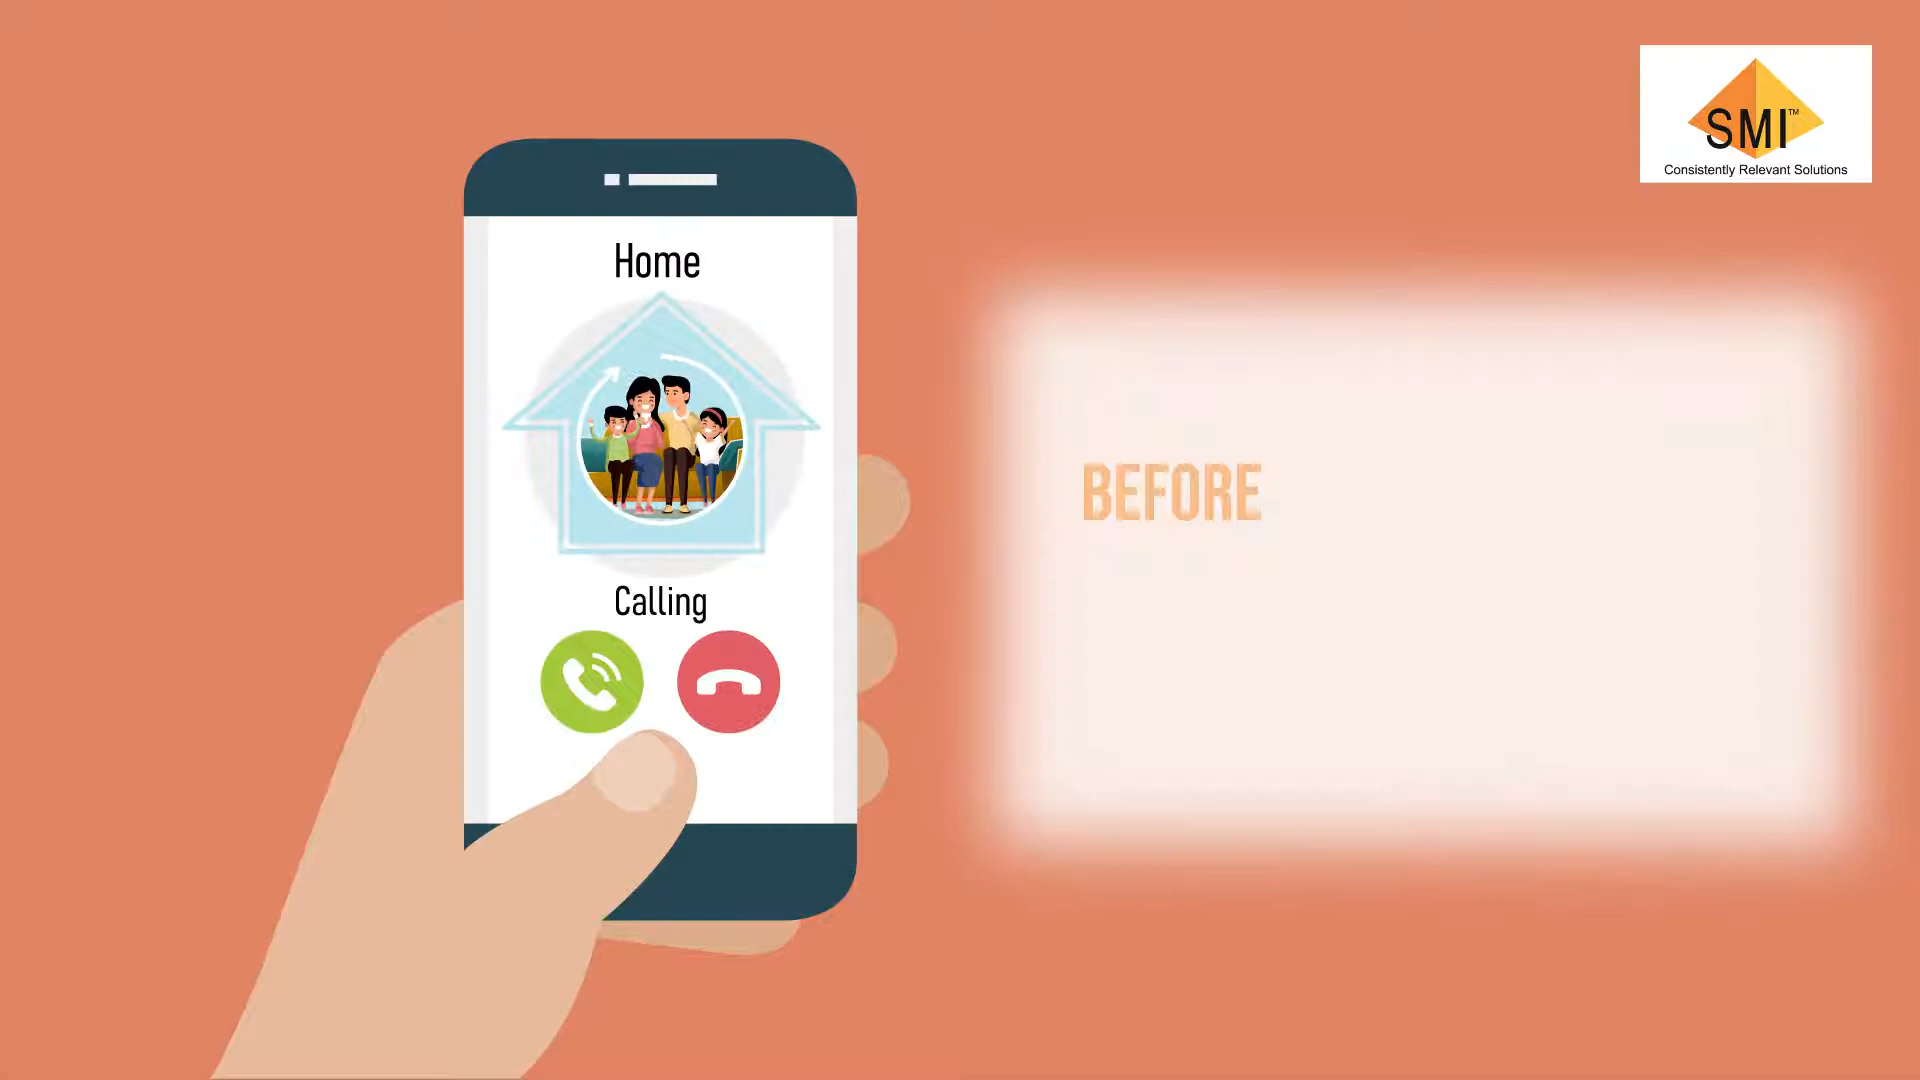 SMI™
Consistently Relevant Solutions
Home
Calling
BEFORE